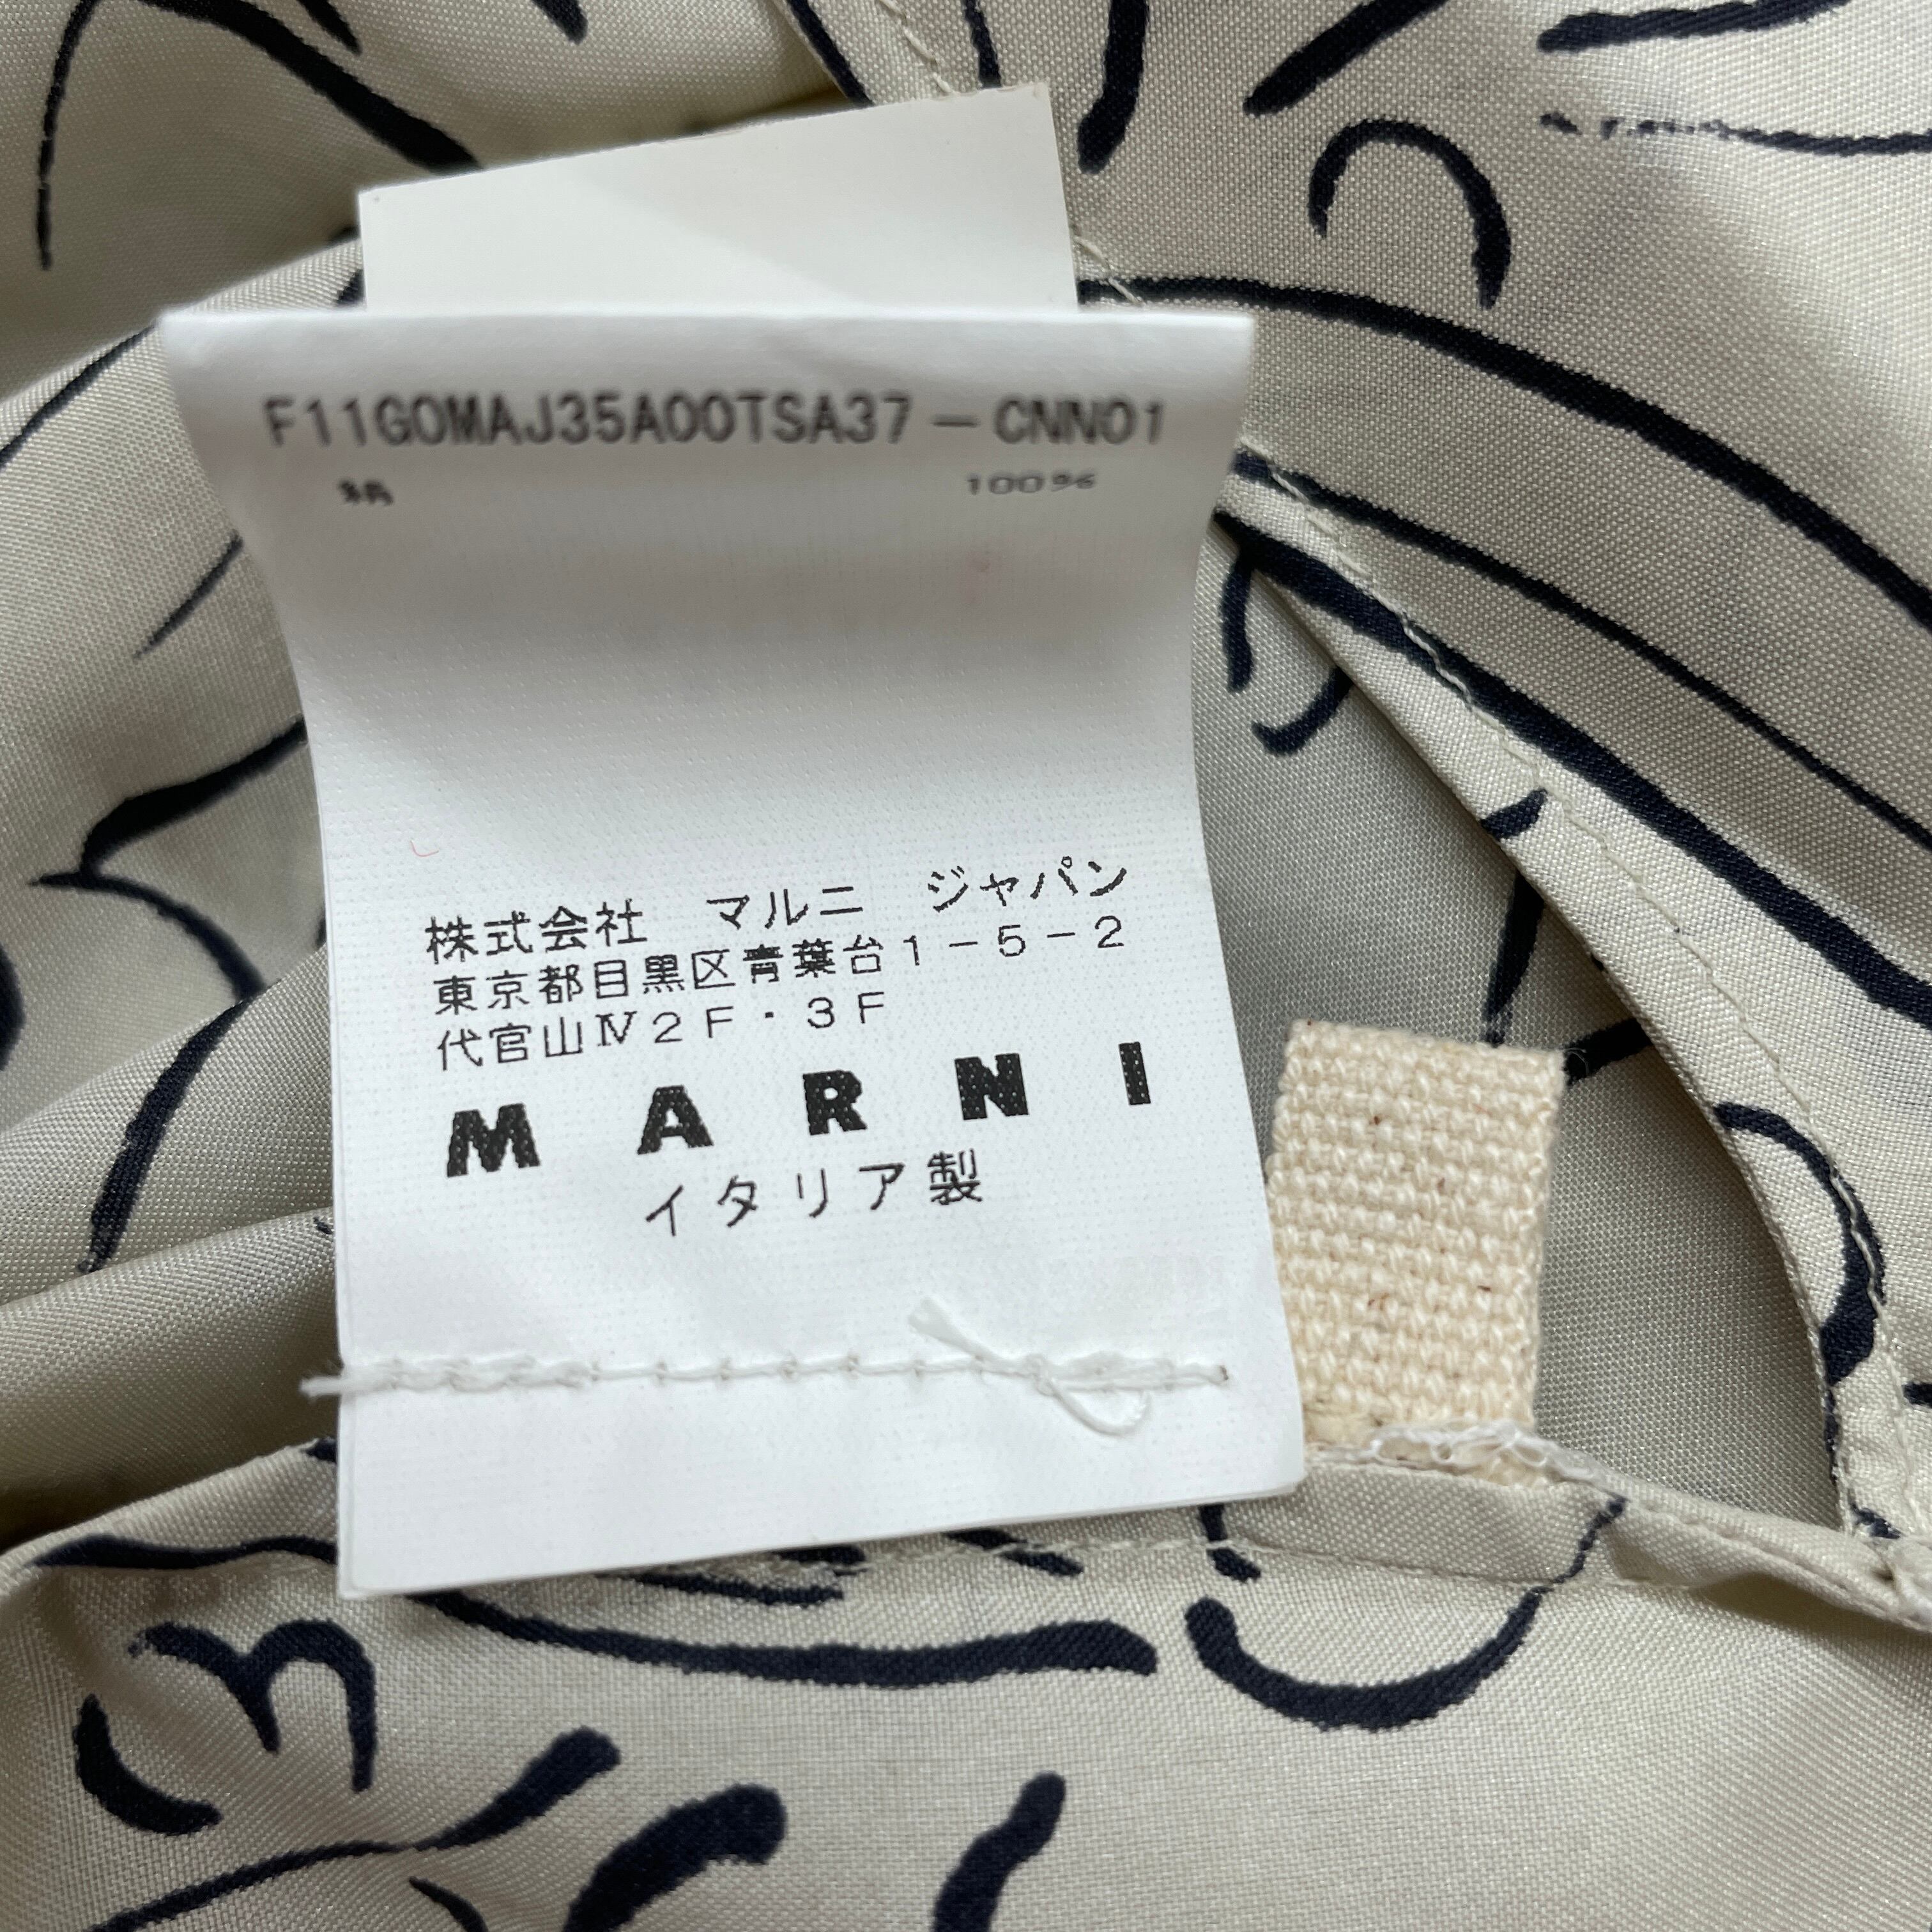 F11GOMAJ35A00TSA37-CNN01
絹 100%
株式会社 マルニ ジャパン
東京都目黒区青葉台1-5-2
代官山Ⅳ2F・3F
MARNI
イタリア製